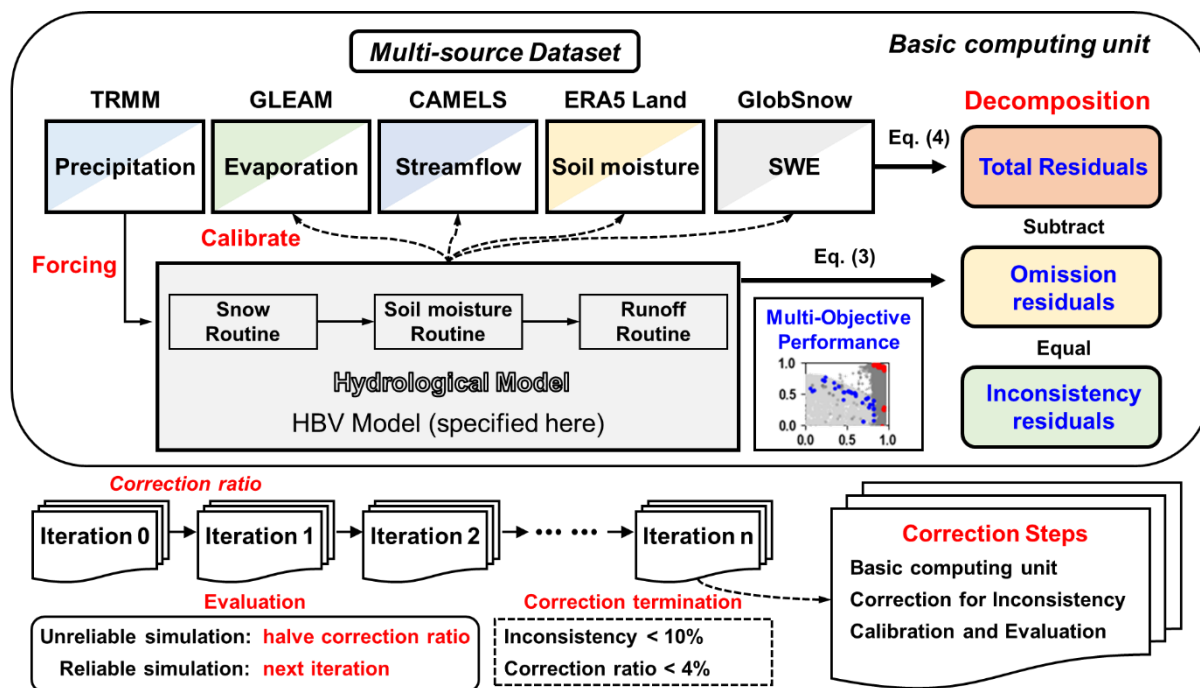 Multi-source Dataset
Basic computing unit
TRMM
GLEAM
CAMELS
ERA5 Land
GlobSnow
Decomposition
Precipitation
Evaporation
Streamflow
Soil moisture
SWE
Eq. (4)
Total Residuals
Calibrate
Subtract
Forcing
Eq. (3)
Omission
residuals
Snow
Routine
Soil moisture
Routine
Runoff
Routine
Multi-Objective
Performance
1.0
0.5
0.0
0.0
0.5
1.0
Equal
Hydrological Model
HBV Model (specified here)
Inconsistency
residuals
Correction ratio
Iteration 0
Iteration 1
Iteration 2
... ...
Iteration n
Correction Steps
Basic computing unit
Correction for Inconsistency
Calibration and Evaluation
Evaluation
Unreliable simulation: halve correction ratio
Reliable simulation: next iteration
Correction termination
Inconsistency < 10%
Correction ratio < 4%